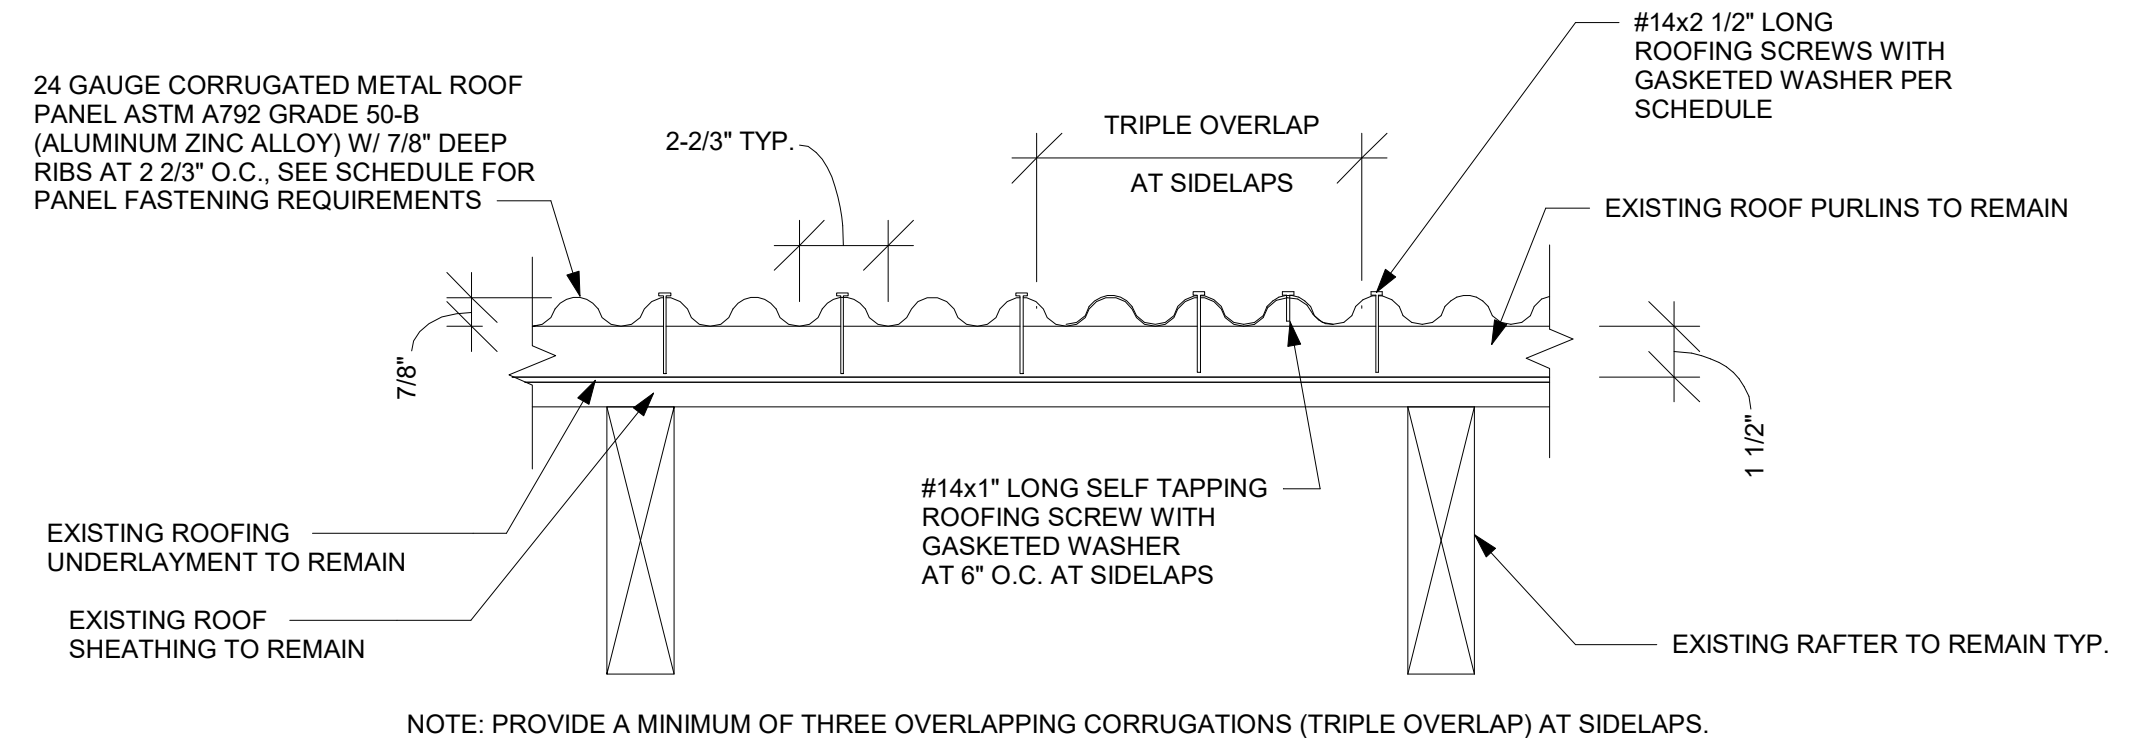 24 GAUGE CORRUGATED METAL ROOF
PANEL ASTM A792 GRADE 50-B
(ALUMINUM ZINC ALLOY) W/ 7/8" DEEP
RIBS AT 2 2/3" O.C., SEE SCHEDULE FOR
PANEL FASTENING REQUIREMENTS
2-2/3" TYP.
TRIPLE OVERLAP
AT SIDELAPS
#14x2 1/2" LONG
ROOFING SCREWS WITH
GASKETED WASHER PER
SCHEDULE
EXISTING ROOF PURLINS TO REMAIN
7/8"
1 1/2"
#14x1" LONG SELF TAPPING
ROOFING SCREW WITH
GASKETED WASHER
AT 6" O.C. AT SIDELAPS
EXISTING ROOFING
UNDERLAYMENT TO REMAIN
EXISTING ROOF
SHEATHING TO REMAIN
EXISTING RAFTER TO REMAIN TYP.
NOTE: PROVIDE A MINIMUM OF THREE OVERLAPPING CORRUGATIONS (TRIPLE OVERLAP) AT SIDELAPS.